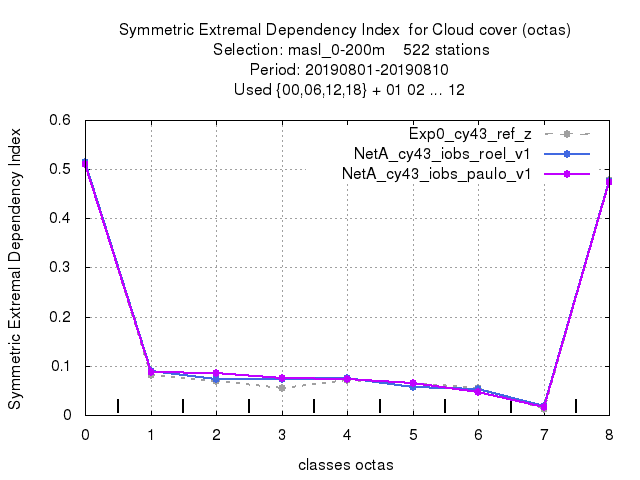 Symmetric Extremal Dependency Index  for Cloud cover (octas)
Selection: masl_0-200m    522 stations
Period: 20190801-20190810
Used {00,06,12,18} + 01 02 ... 12
Exp0_cy43_ref_z
NetA_cy43_iobs_roel_v1
NetA_cy43_iobs_paulo_v1
Symmetric Extremal Dependency Index
0.6
0.5
0.4
0.3
0.2
0.1
0
0 1 2 3 4 5 6 7 8
classes octas